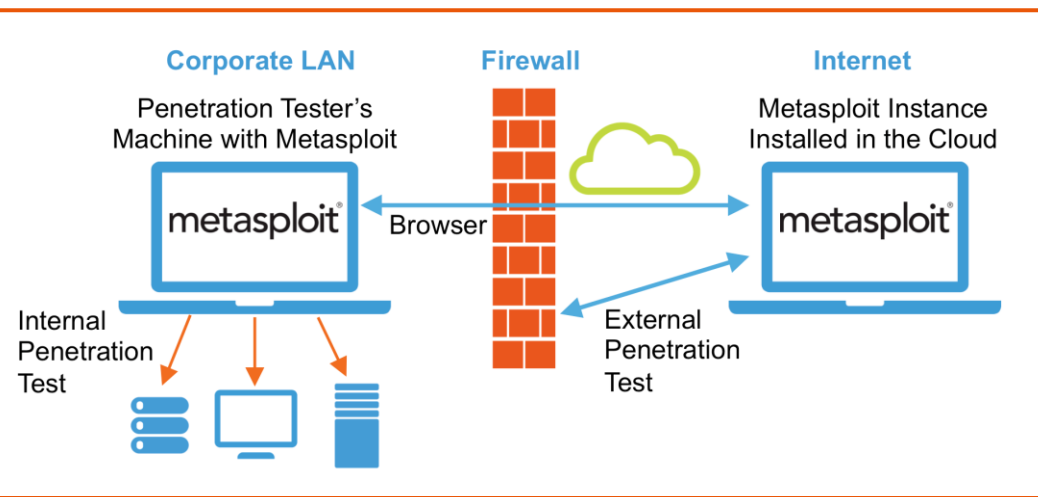 Corporate LAN
Firewall
Internet
Penetration Tester's
Machine with Metasploit
Metasploit Instance
Installed in the Cloud
metasploit®
Browser
metasploit®
Internal
Penetration
Test
External
Penetration
Test